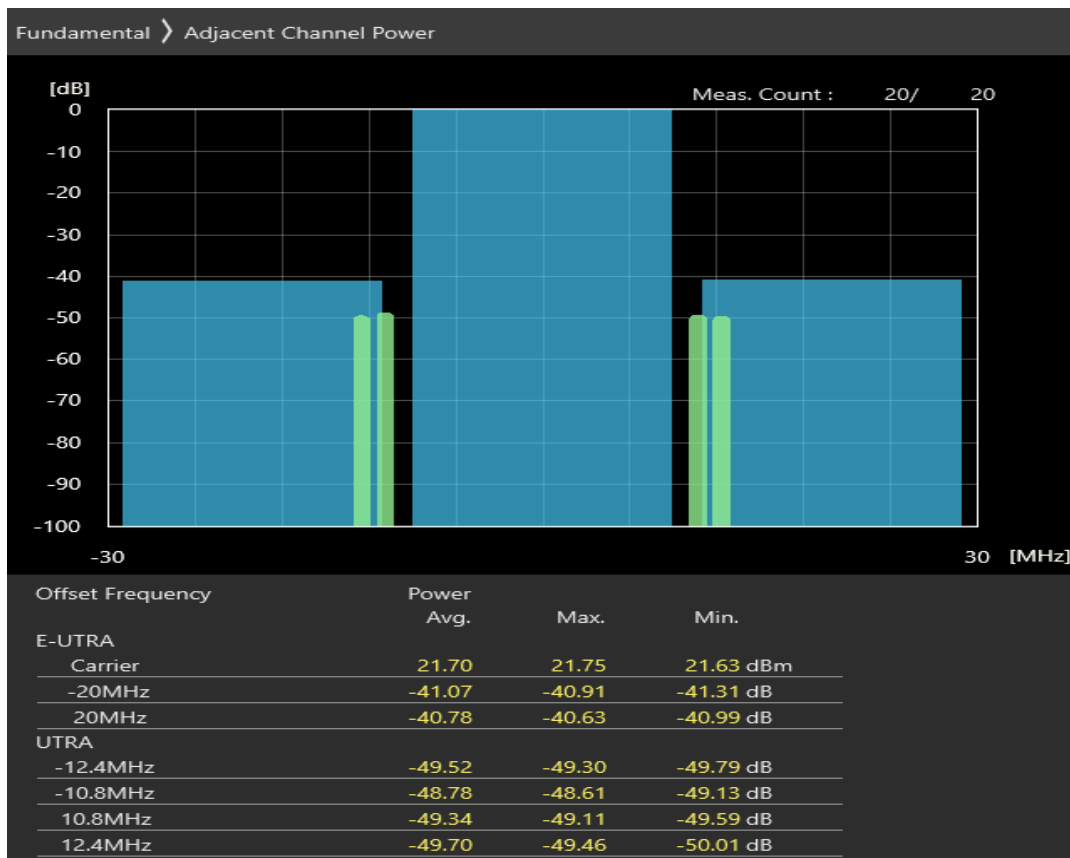 Fundamental 〉 Adjacent Channel Power
[dB]
Meas. Count : 20/ 20
0
-10
-20
-30
-40
-50
-60
-70
-80
-90
-100
-30 30 [MHz]
Offset Frequency Power
Avg. Max. Min.
E-UTRA
Carrier 21.70 21.75 21.63 dBm
-20MHz -41.07 -40.91 -41.31 dB
20MHz -40.78 -40.63 -40.99 dB
UTRA
-12.4MHz -49.52 -49.30 -49.79 dB
-10.8MHz -48.78 -48.61 -49.13 dB
10.8MHz -49.34 -49.11 -49.59 dB
12.4MHz -49.70 -49.46 -50.01 dB